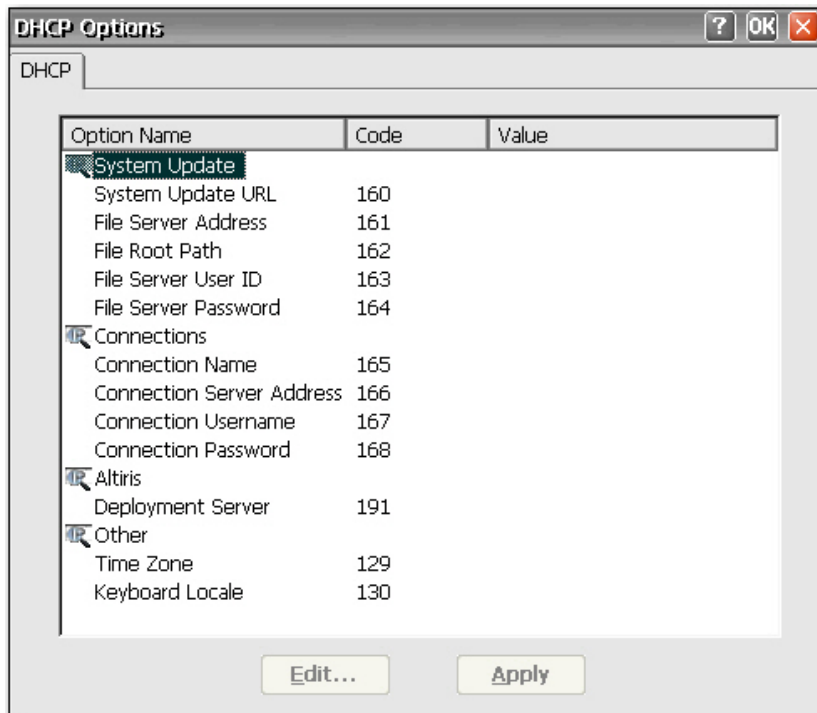 DHCP Options ? OK
DHCP
Option Name Code Value
System Update
System Update URL 160
File Server Address 161
File Root Path 162
File Server User ID 163
File Server Password 164
Connections
Connection Name 165
Connection Server Address 166
Connection Username 167
Connection Password 168
Altiris
Deployment Server 191
Other
Time Zone 129
Keyboard Locale 130
Edit... Apply